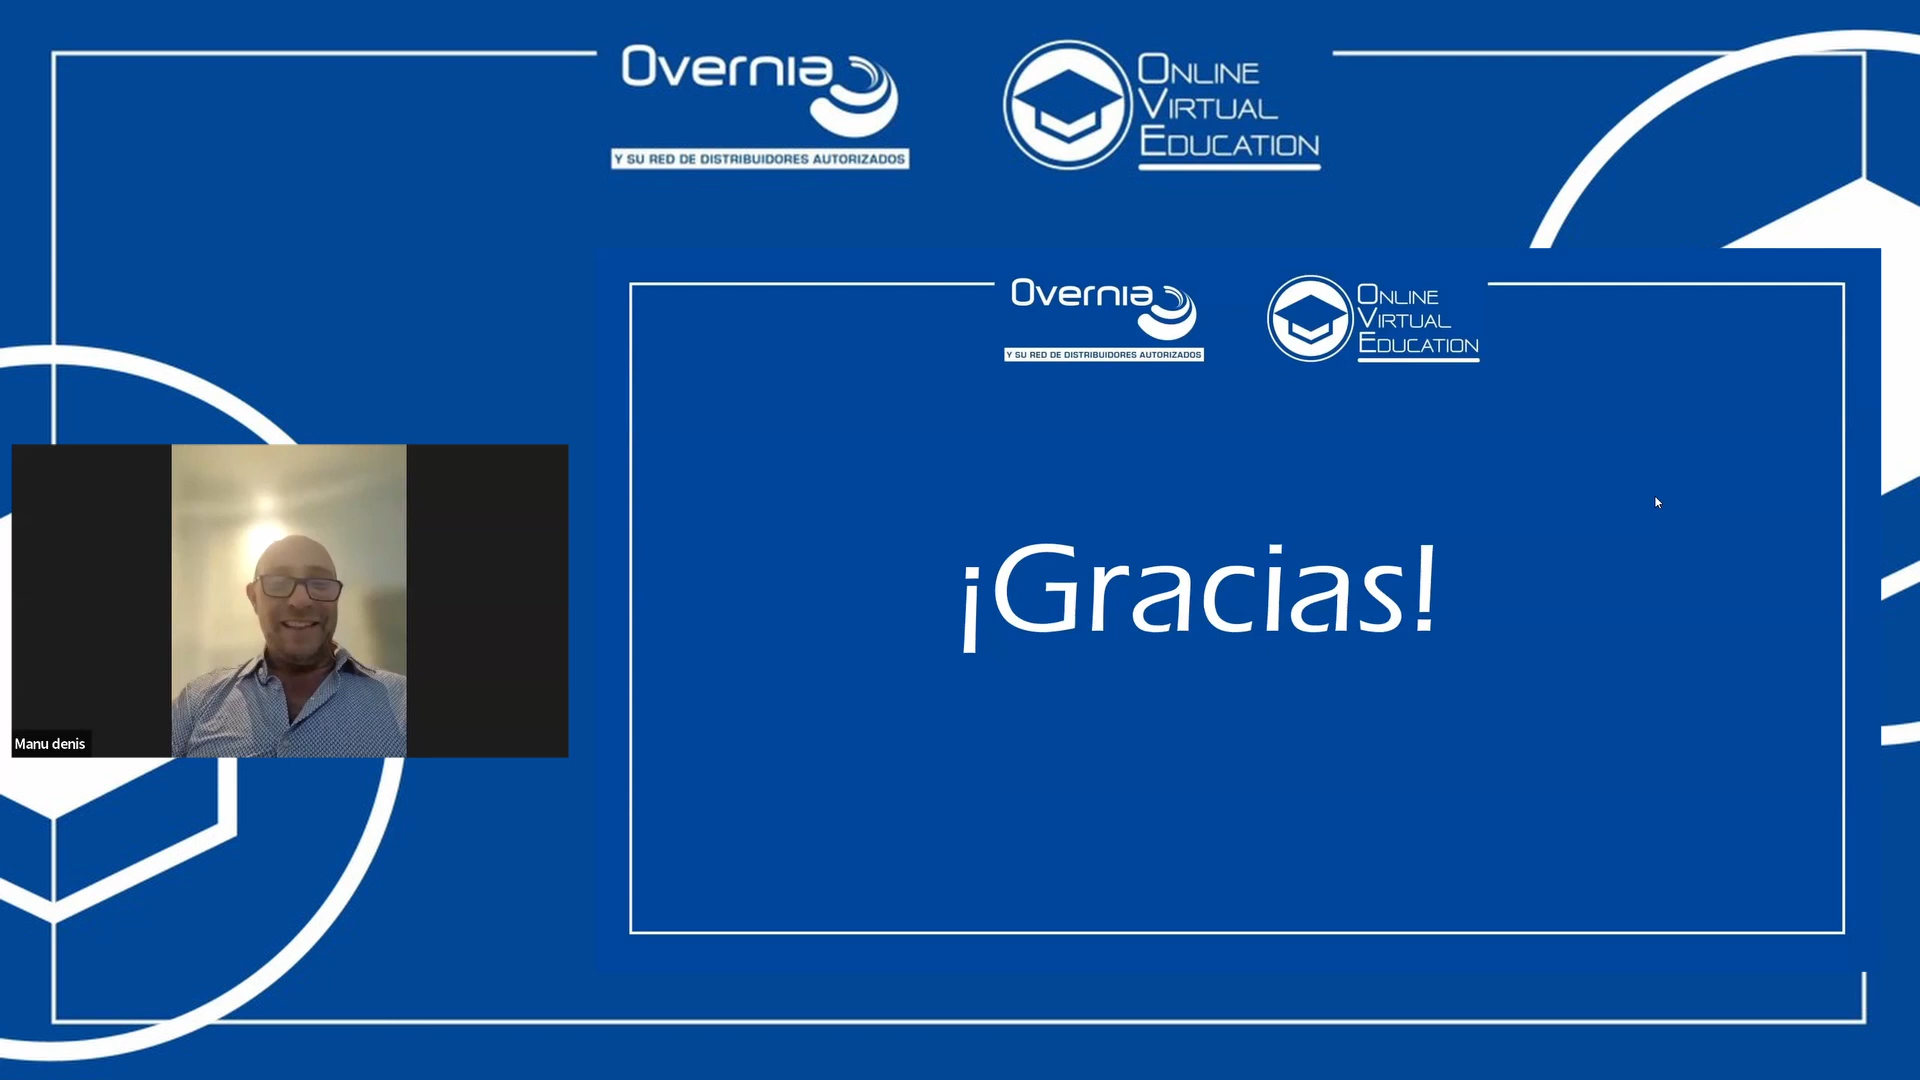 Overnia
Y SU RED DE DISTRIBUIDORES AUTORIZADOS
ONLINE
VIRTUAL
EDUCATION
Overnia
Y SU RED DE DISTRIBUIDORES AUTORIZADOS
ONLINE
VIRTUAL
EDUCATION
¡Gracias!
Manu denis